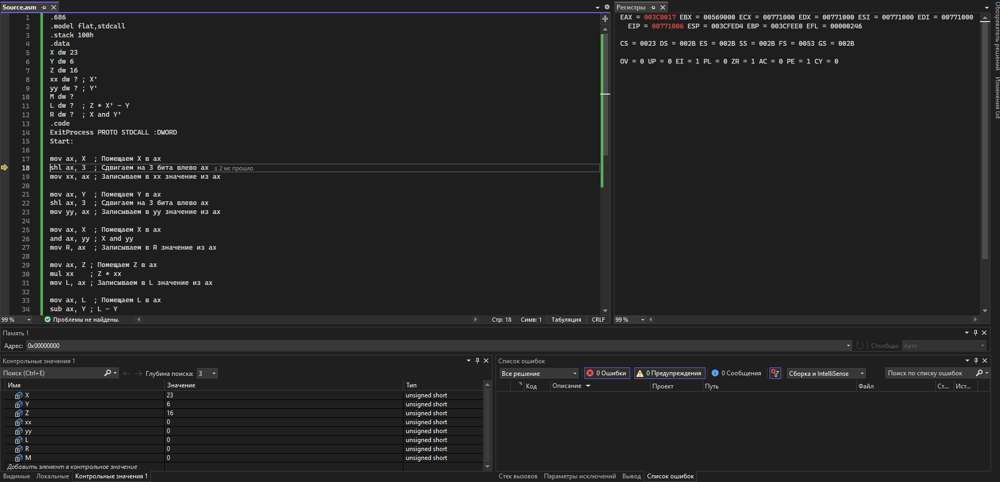 Source.asm
1 .686
2 .model flat,stdcall
3 .stack 100h
4 .data
5 X dw 23
6 Y dw 6
7 Z dw 16
8 xx dw ? ; X'
9 yy dw ? ; Y'
10 M dw ?
11 L dw ?  ; Z * X’ - Y
12 R dw ?  ; X and Y’
13 .code
14 ExitProcess PROTO STDCALL :DWORD
15 Start:
16
17 mov ax, X  ; Помещаем X в ax
18 shl ax, 3  ; Сдвигаем на 3 бита влево ax ≤ 2 мс прошло
19 mov xx, ax ; Записываем в xx значение из ax
20
21 mov ax, Y  ; Помещаем Y в ax
22 shl ax, 3  ; Сдвигаем на 3 бита влево ax
23 mov yy, ax ; Записываем в yy значение из ax
24
25 mov ax, X  ; Помещаем X в ax
26 and ax, yy ; X and yy
27 mov R, ax  ; Записываем в R значение из ax
28
29 mov ax, Z ; Помещаем Z в ax
30 mul xx    ; Z * xx
31 mov L, ax ; Записываем в L значение из ax
32
33 mov ax, L  ; Помещаем L в ax
34 sub ax, Y ; L - Y
99 % Проблемы не найдены. Стр: 18 Симв: 1 Табуляция CRLF
Регистры
EAX = 003C0017 EBX = 00569000 ECX = 00771000 EDX = 00771000 ESI = 00771000 EDI = 00771000
EIP = 00771006 ESP = 003CFED4 EBP = 003CFEE0 EFL = 00000246
CS = 0023 DS = 002B ES = 002B SS = 002B FS = 0053 GS = 002B
OV = 0 UP = 0 EI = 1 PL = 0 ZR = 1 AC = 0 PE = 1 CY = 0
99 %
Обозреватель решений
Изменения Git
Память 1
Адрес: 0x00000000 Столбцы: Авто
Контрольные значения 1
Поиск (Ctrl+E) Глубина поиска: 3
Имя Значение Тип
X 23 unsigned short
Y 6 unsigned short
Z 16 unsigned short
xx 0 unsigned short
yy 0 unsigned short
L 0 unsigned short
R 0 unsigned short
M 0 unsigned short
Добавить элемент в контрольное значение
Видимые Локальные Контрольные значения 1
Список ошибок
Все решение 0 Ошибки 0 Предупреждения 0 Сообщения Сборка и IntelliSense Поиск по списку ошибок
Код Описание Проект Путь Файл Ст... Ист...
Стек вызовов Параметры исключений Вывод Список ошибок